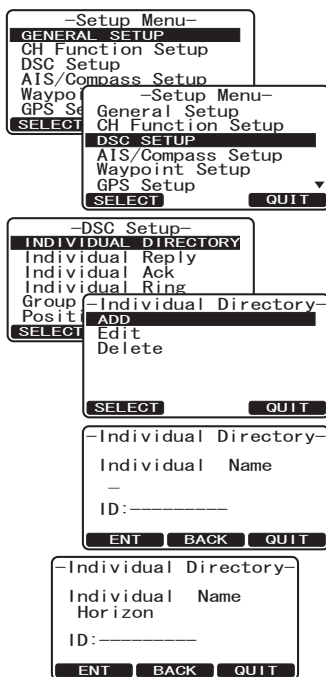 -Setup Menu-
GENERAL SETUP
CH Function Setup
DSC Setup
AIS/Compass Setup
Waypoi
GPS Se
SELECT
-Setup Menu-
General Setup
CH Function Setup
DSC SETUP
AIS/Compass Setup
Waypoint Setup
GPS Setup ▼
SELECT QUIT
-DSC Setup-
INDIVIDUAL DIRECTORY
Individual Reply
Individual Ack
Individual Ring
Group
Positi
SELECT
-Individual Directory-
ADD
Edit
Delete
SELECT QUIT
-Individual Directory-
Individual Name
_
ID:---------
ENT BACK QUIT
-Individual Directory-
Individual Name
Horizon
ID:---------
ENT BACK QUIT